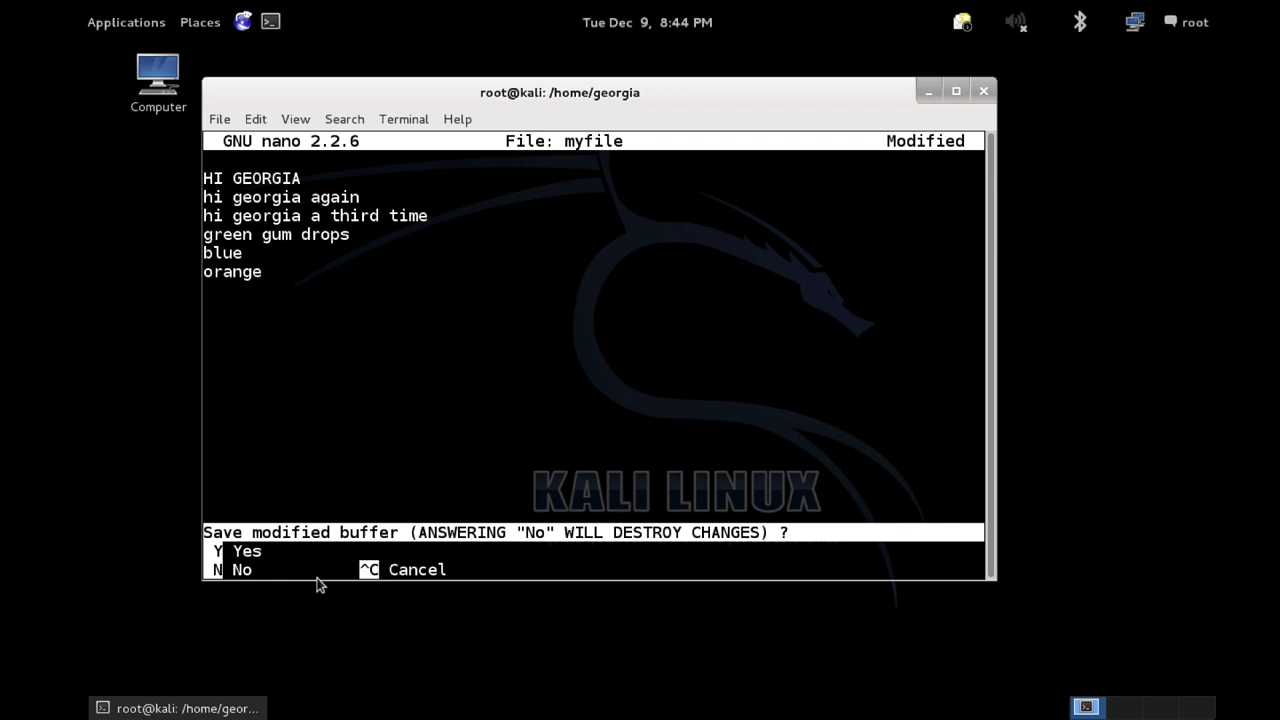 Applications Places Tue Dec 9, 8:44 PM root
Computer
root@kali: /home/georgia
File Edit View Search Terminal Help
GNU nano 2.2.6 File: myfile Modified
HI GEORGIA
hi georgia again
hi georgia a third time
green gum drops
blue
orange
KALI LINUX
Save modified buffer (ANSWERING "No" WILL DESTROY CHANGES) ?
Y Yes
N No ^C Cancel
root@kali: /home/geor...